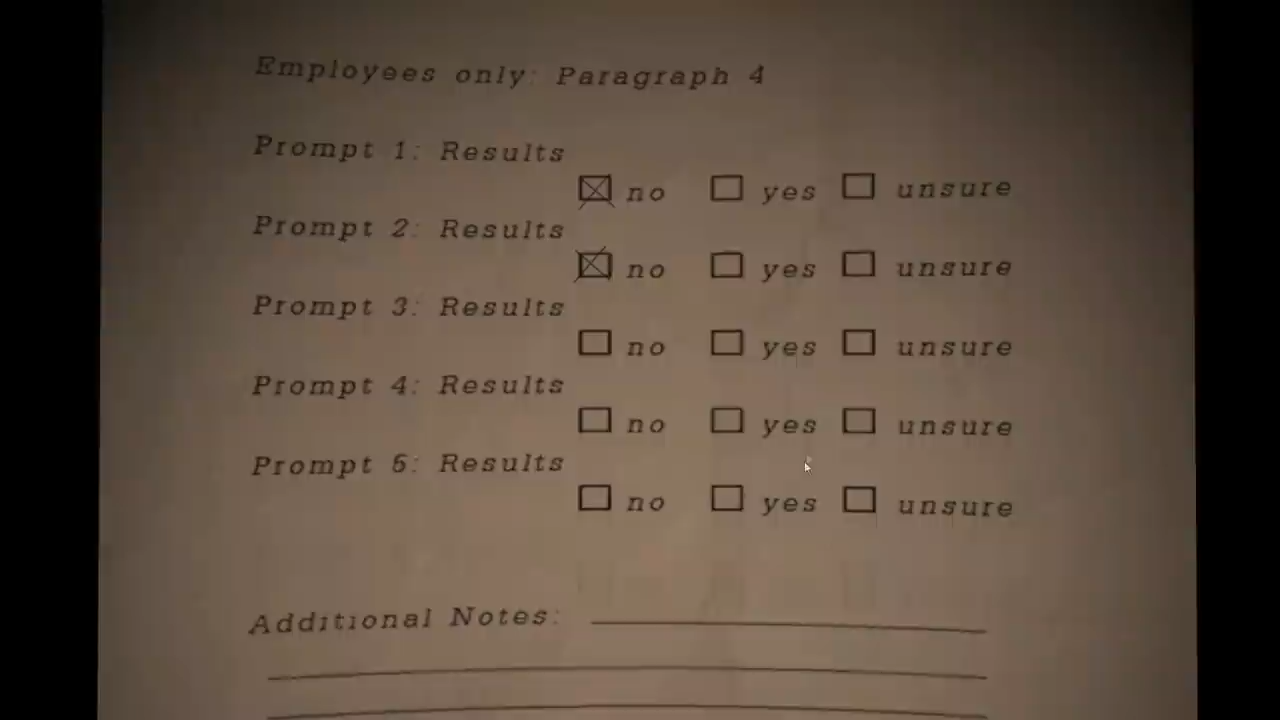 Employees only: Paragraph 4
Prompt 1: Results
no yes unsure
Prompt 2: Results
no yes unsure
Prompt 3: Results
no yes unsure
Prompt 4: Results
no yes unsure
Prompt 5: Results
no yes unsure
Additional Notes: